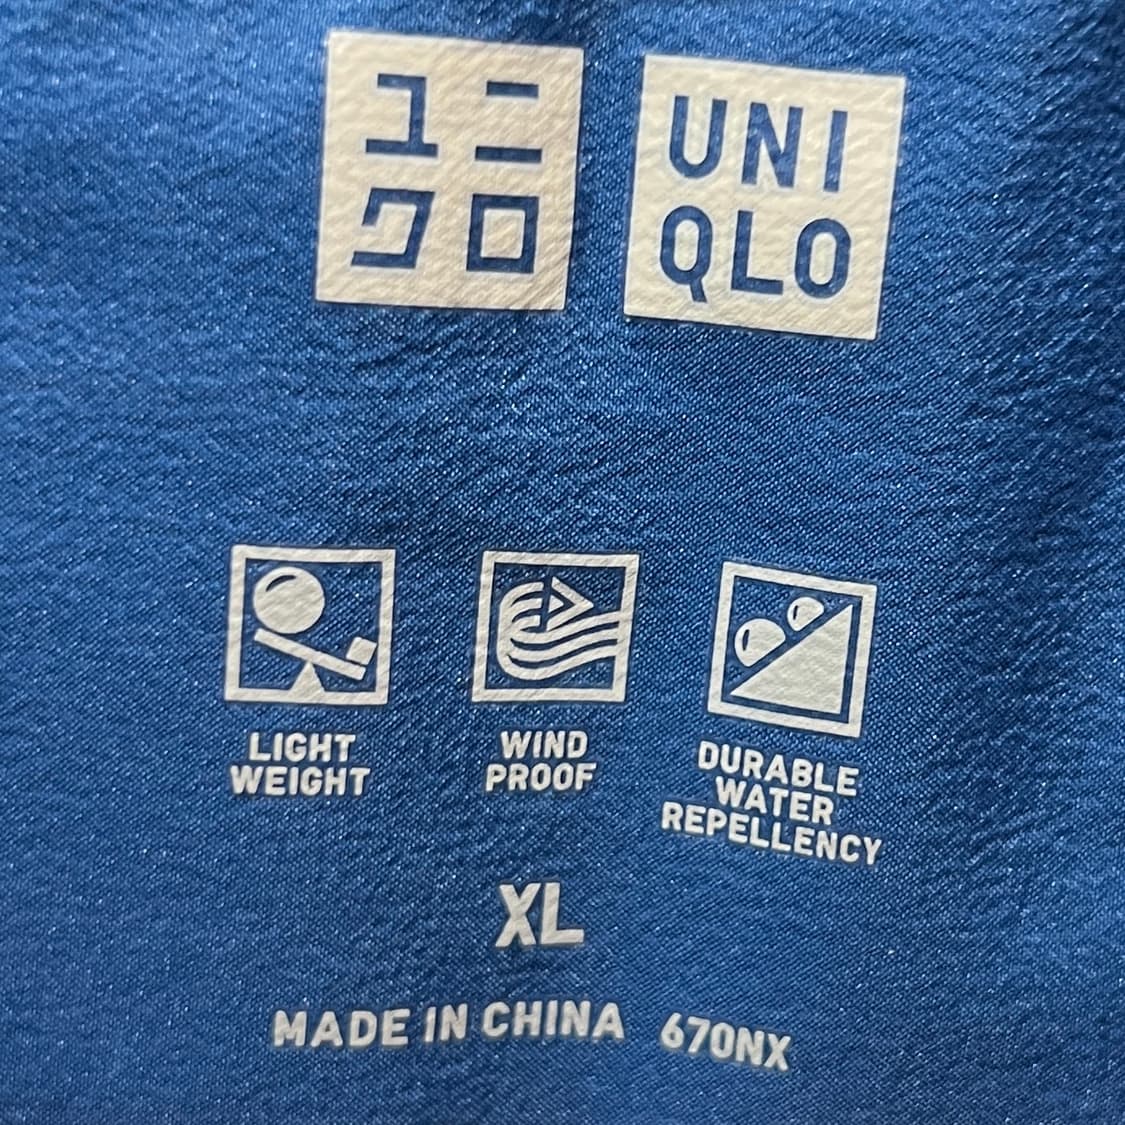 ユニ
クロ
UNI
QLO
LIGHT
WEIGHT
WIND
PROOF
DURABLE
WATER
REPELLENCY
XL
MADE IN CHINA 670NX